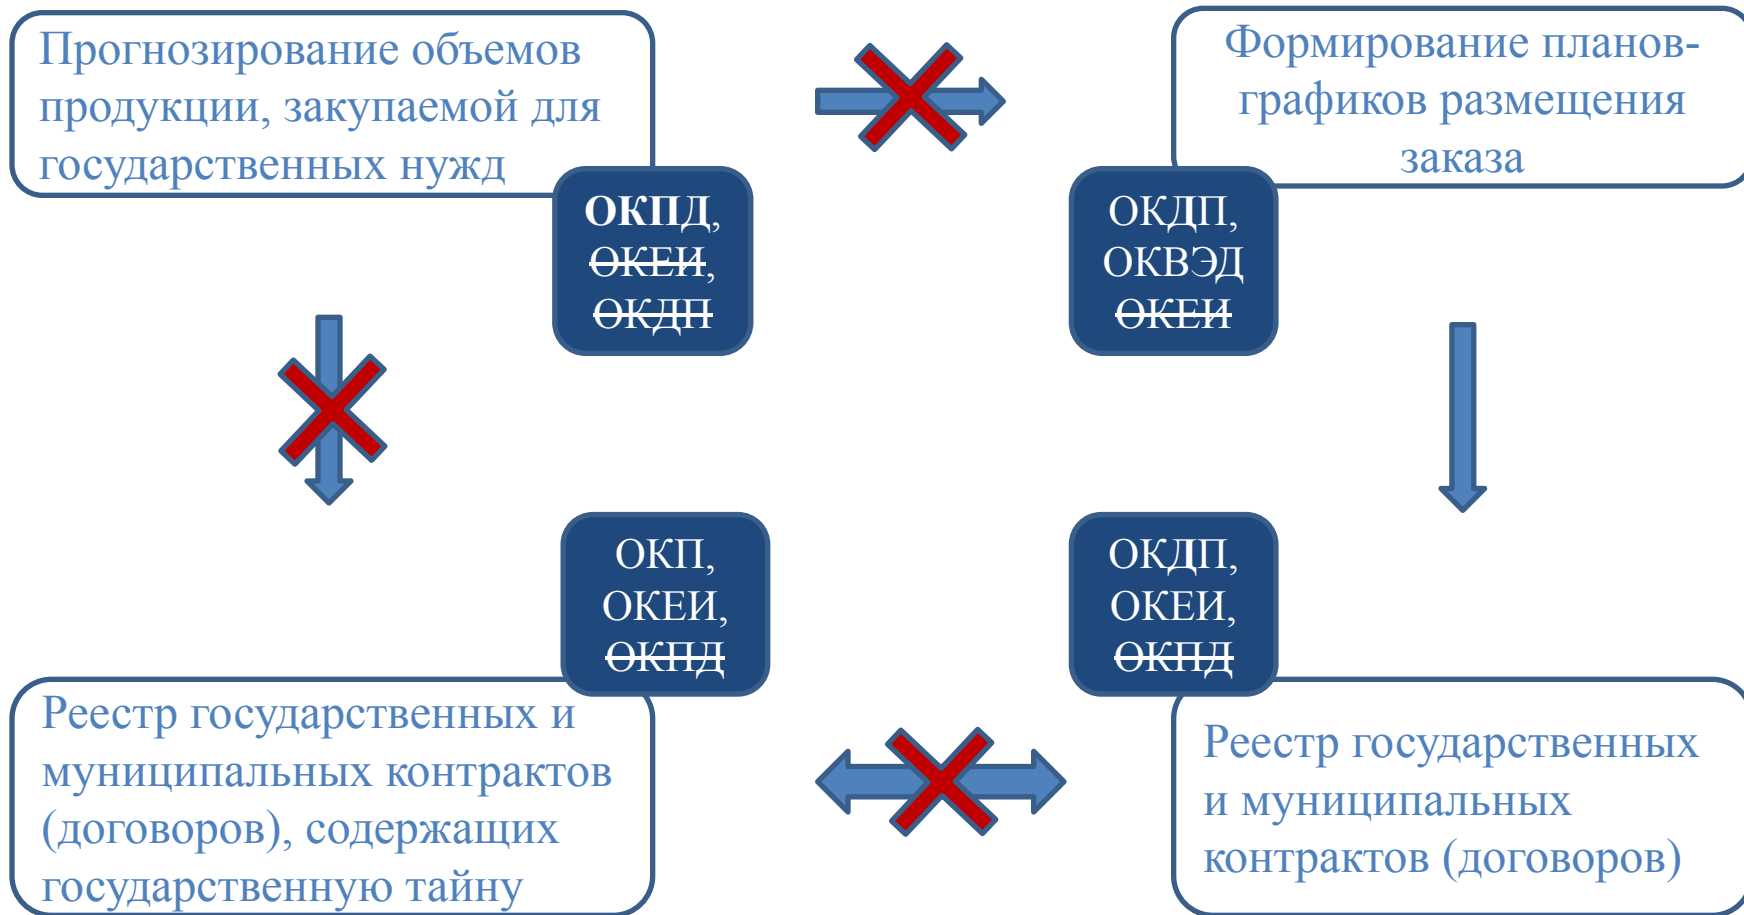 Прогнозирование объемов
продукции, закупаемой для
государственных нужд
ОКПД,
ОКЕИ,
ОКДП
Формирование планов-
графиков размещения
заказа
ОКДП,
ОКВЭД
ОКЕИ
ОКП,
ОКЕИ,
ОКПД
Реестр государственных и
муниципальных контрактов
(договоров), содержащих
государственную тайну
ОКДП,
ОКЕИ,
ОКПД
Реестр государственных
и муниципальных
контрактов (договоров)